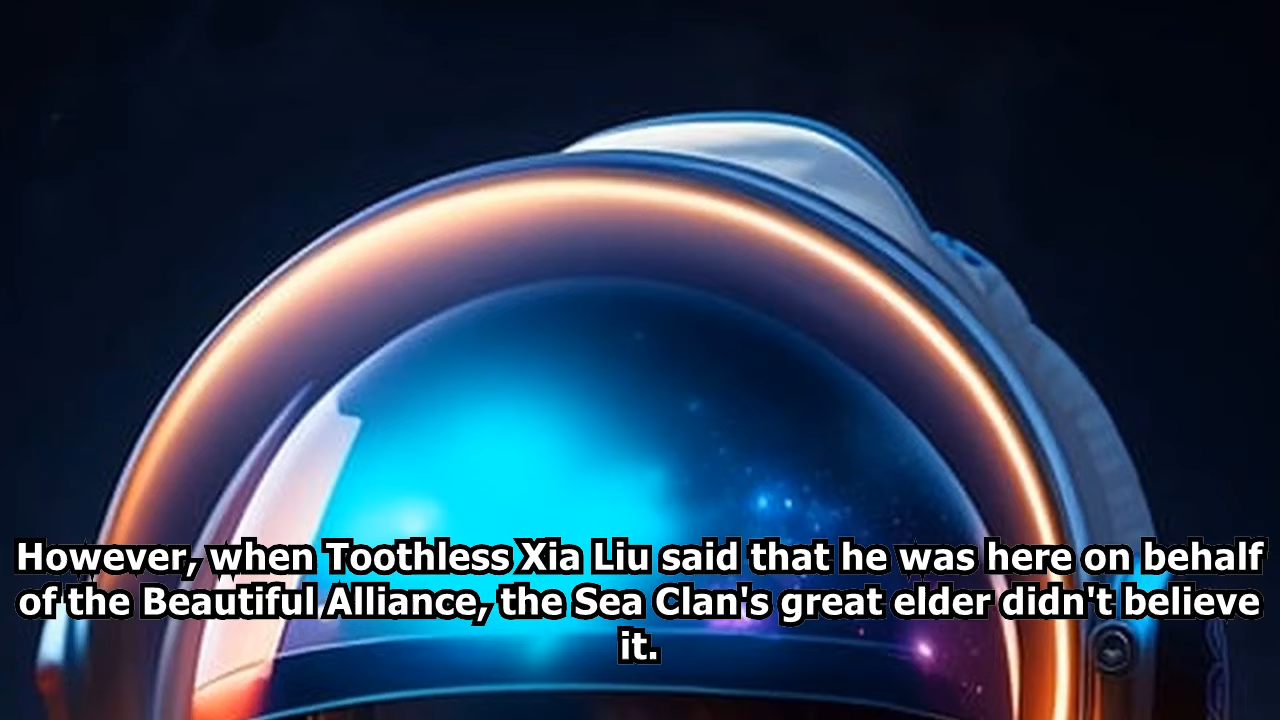 However, when Toothless Xia Liu said that he was here on behalf
of the Beautiful Alliance, the Sea Clan's great elder didn't believe
it.